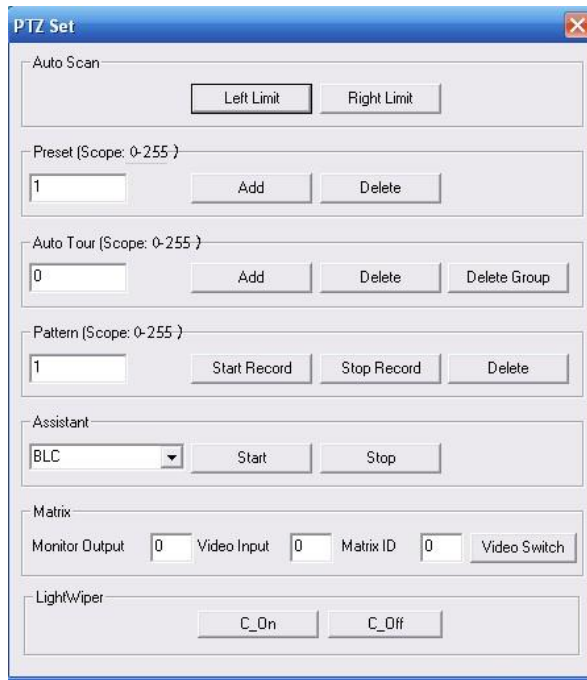 PTZ Set
Auto Scan
Left Limit Right Limit
Preset (Scope: 0-255 )
1 Add Delete
Auto Tour (Scope: 0-255 )
0 Add Delete Delete Group
Pattern (Scope: 0-255 )
1 Start Record Stop Record Delete
Assistant
BLC Start Stop
Matrix
Monitor Output 0 Video Input 0 Matrix ID 0 Video Switch
LightWiper
C_On C_Off